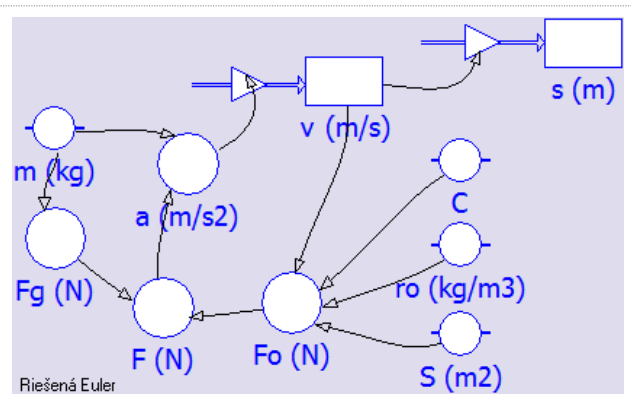 s (m)
v (m/s)
m (kg)
C
a (m/s2)
Fg (N)
ro (kg/m3)
F (N)
Fo (N)
S (m2)
Riešená Euler